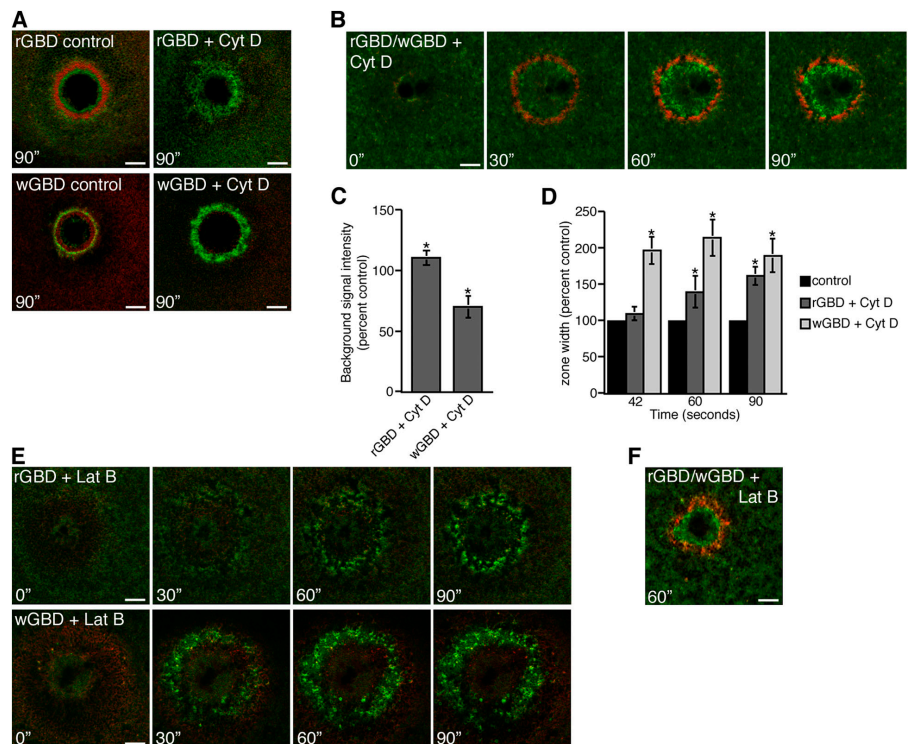 A
rGBD control
90”
rGBD + Cyt D
90”
wGBD control
90”
wGBD + Cyt D
90”
B
rGBD/wGBD +
Cyt D
0”
30”
60”
90”
C
Background signal intensity
(percent control)
150
100
50
0
*
*
rGBD + Cyt D
wGBD + Cyt D
D
zone width (percent control)
250
200
150
100
50
0
*
*
*
*
*
42
60
90
Time (seconds)
control
rGBD + Cyt D
wGBD + Cyt D
E
rGBD + Lat B
0”
30”
60”
90”
wGBD + Lat B
0”
30”
60”
90”
F
rGBD/wGBD +
Lat B
60”